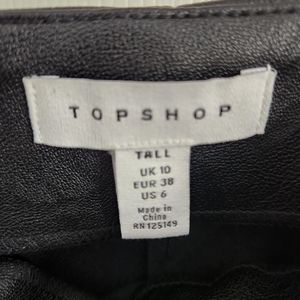 TOPSHOP
TALL
UK 10
EUR 38
US 6
Made in
China
RN125149